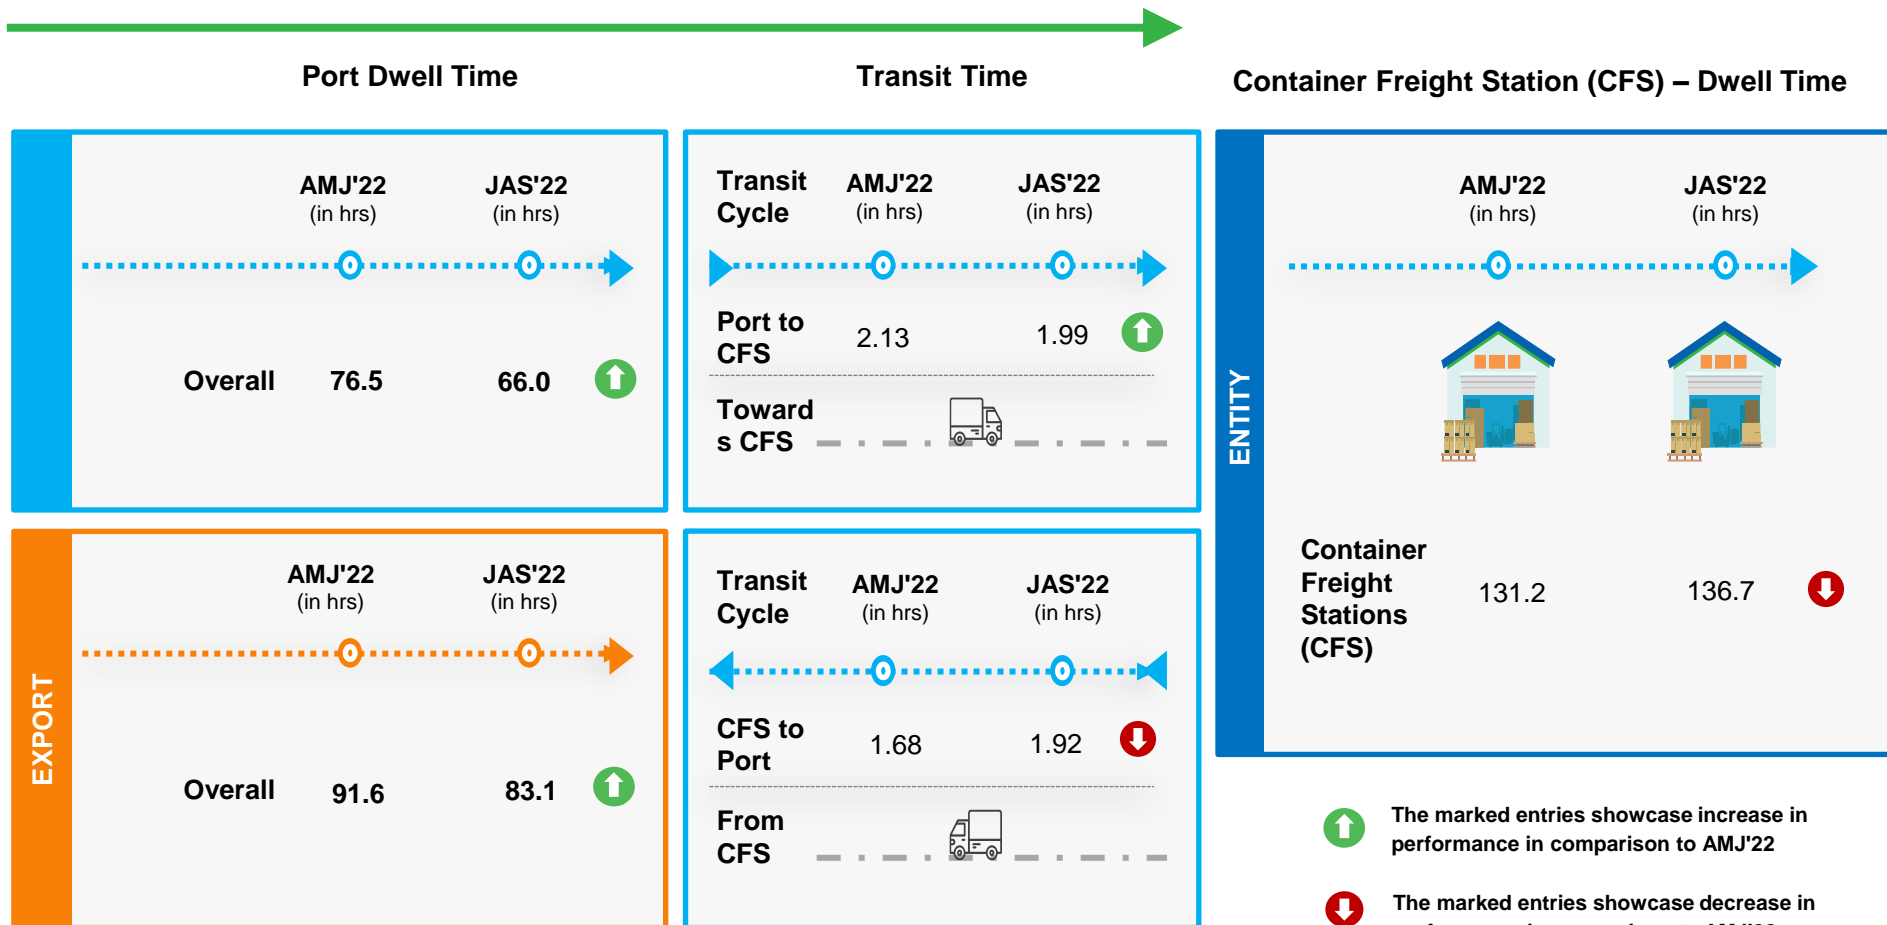 Port Dwell Time
Transit Time
Container Freight Station (CFS) – Dwell Time
AMJ'22
(in hrs)
JAS'22
(in hrs)
Overall
76.5
66.0
Transit
Cycle
AMJ'22
(in hrs)
JAS'22
(in hrs)
Port to
CFS
2.13
1.99
Toward
s CFS
ENTITY
AMJ'22
(in hrs)
JAS'22
(in hrs)
Container
Freight
Stations
(CFS)
131.2
136.7
EXPORT
AMJ'22
(in hrs)
JAS'22
(in hrs)
Overall
91.6
83.1
Transit
Cycle
AMJ'22
(in hrs)
JAS'22
(in hrs)
CFS to
Port
1.68
1.92
From
CFS
The marked entries showcase increase in
performance in comparison to AMJ'22
The marked entries showcase decrease in